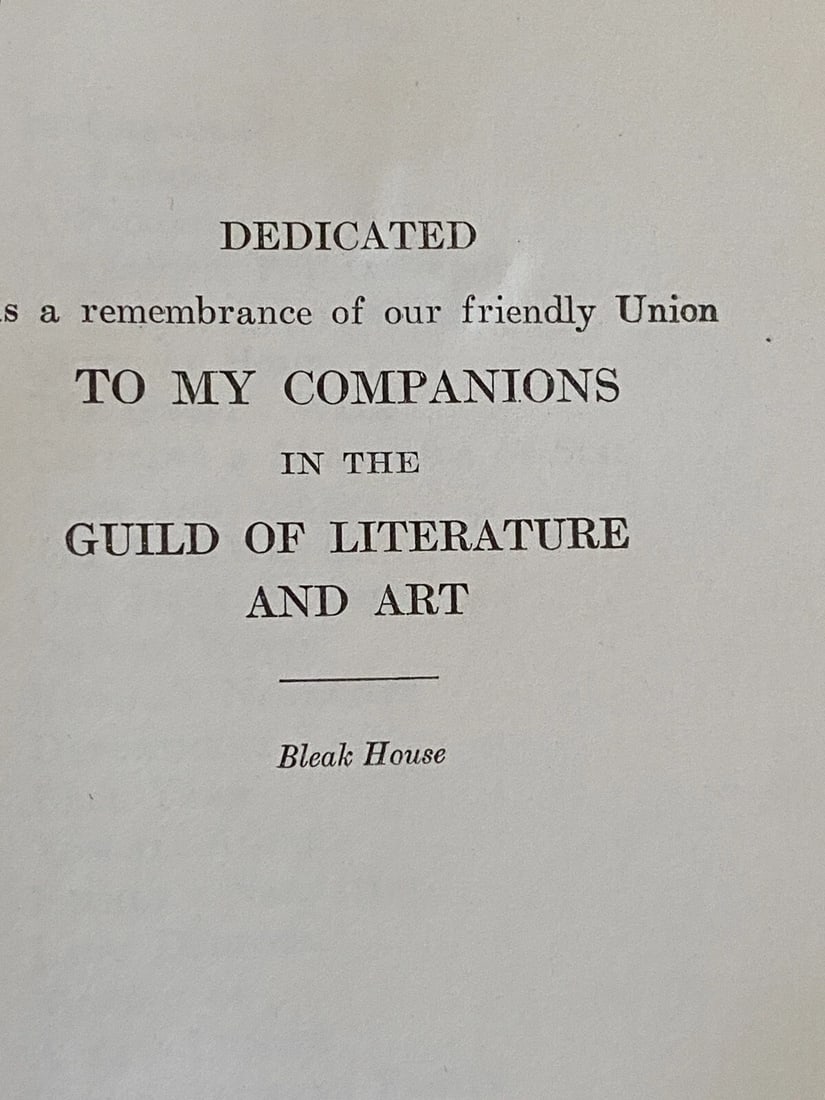 DEDICATED
s a remembrance of our friendly Union
TO MY COMPANIONS
IN THE
GUILD OF LITERATURE
AND ART
Bleak House